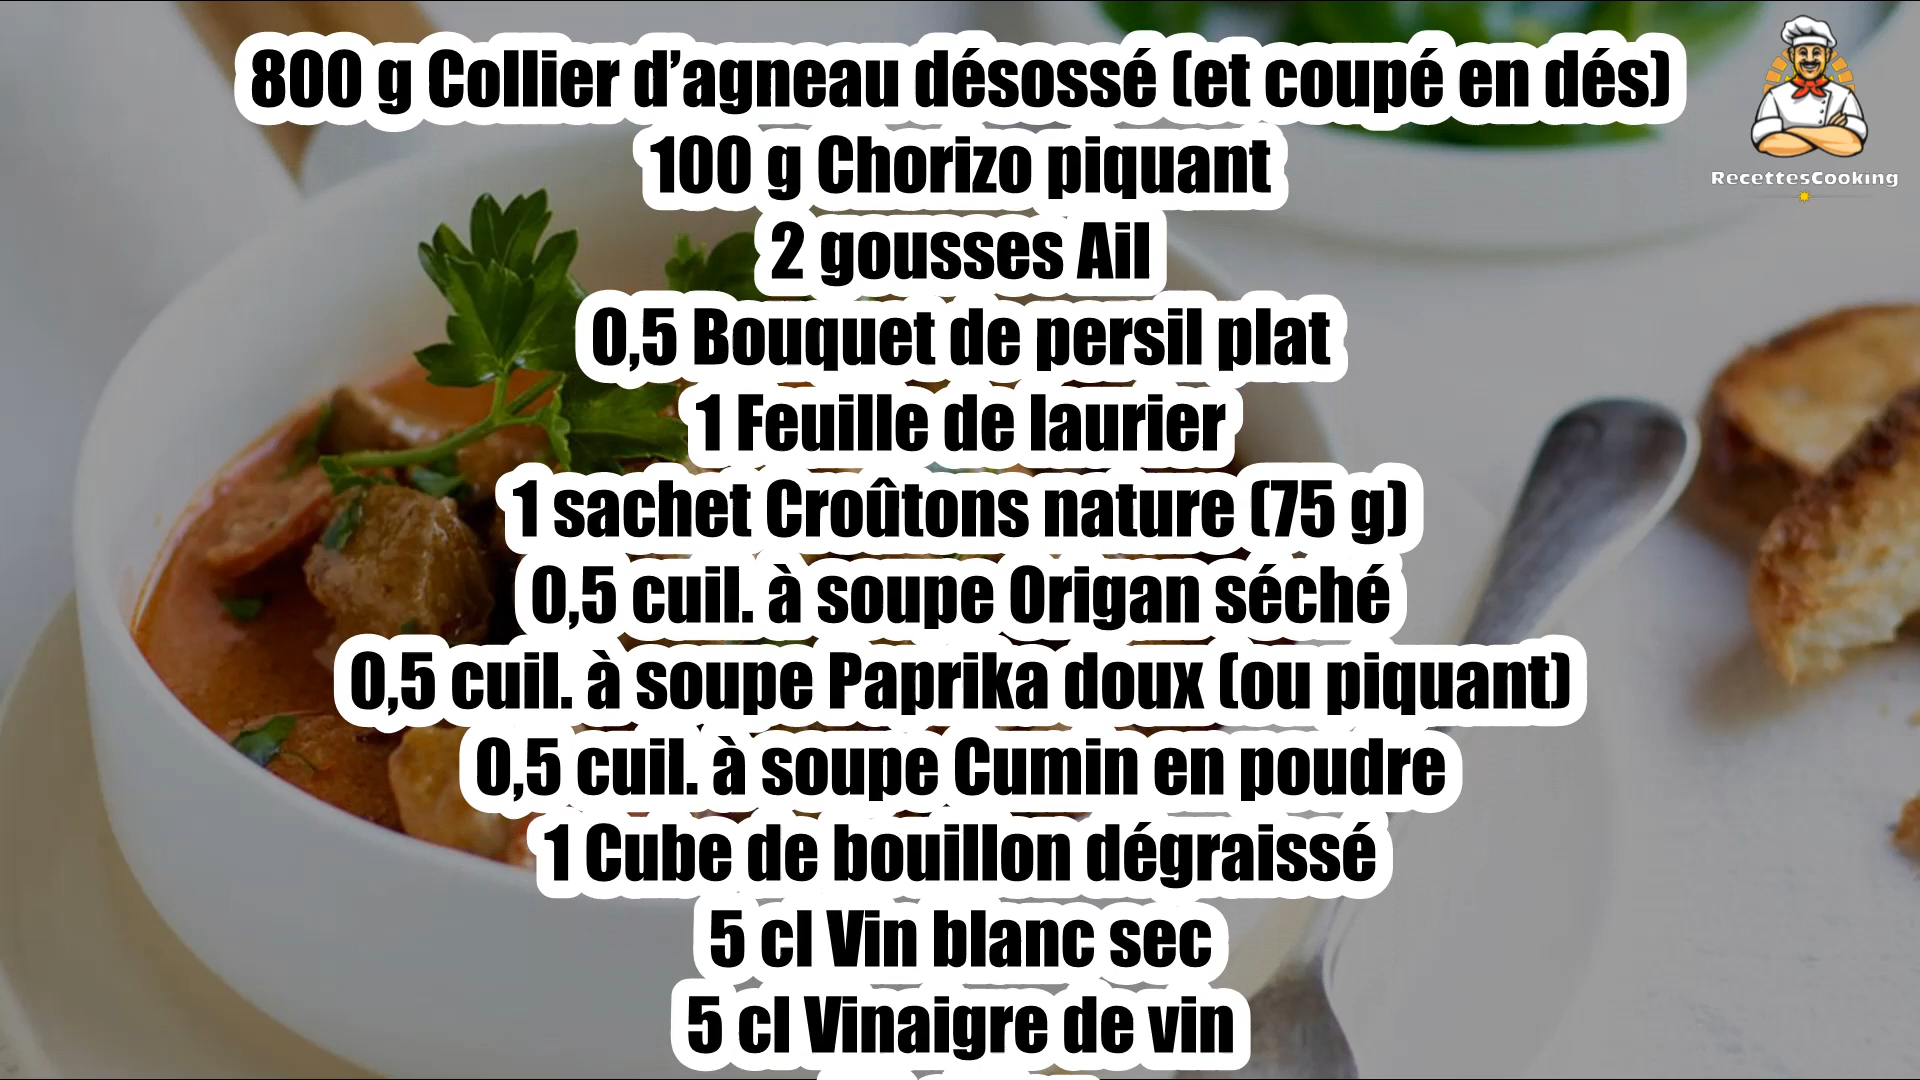 800 g Collier d’agneau désossé (et coupé en dés)
100 g Chorizo piquant
2 gousses Ail
0,5 Bouquet de persil plat
1 Feuille de laurier
1 sachet Croûtons nature (75 g)
0,5 cuil. à soupe Origan séché
0,5 cuil. à soupe Paprika doux (ou piquant)
0,5 cuil. à soupe Cumin en poudre
1 Cube de bouillon dégraissé
5 cl Vin blanc sec
5 cl Vinaigre de vin
RecettesCooking